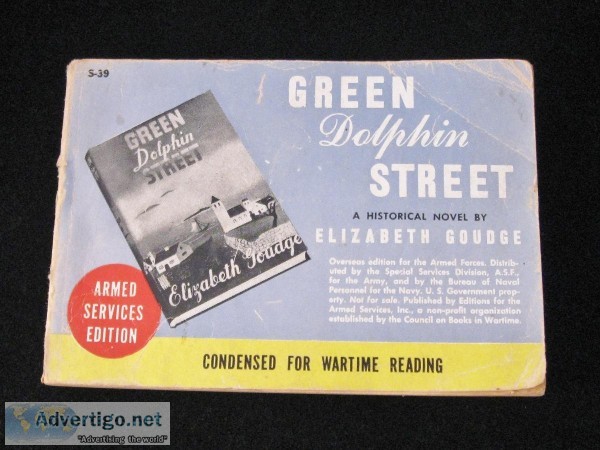 S-39
GREEN
Dolphin
STREET
A HISTORICAL NOVEL BY
ELIZABETH GOUDGE
Overseas edition for the Armed Forces. Distrib-
uted by the Special Services Division, A.S.F.,
for the Army, and by the Bureau of Naval
Personnel for the Navy. U. S. Government prop-
erty. Not for sale. Published by Editions for the
Armed Services, Inc., a non-profit organization
established by the Council on Books in Wartime.
GREEN
Dolphin
STREET
Elizabeth Goudge
ARMED
SERVICES
EDITION
CONDENSED FOR WARTIME READING
Advertigo.net
"Advertising the world"